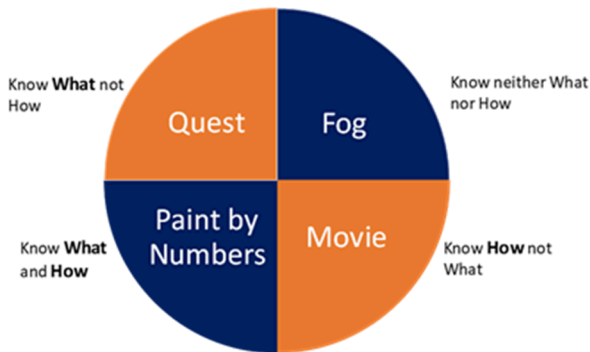 Know What not
How
Quest
Fog
Know neither What
nor How
Know What
and How
Paint by
Numbers
Movie
Know How not
What